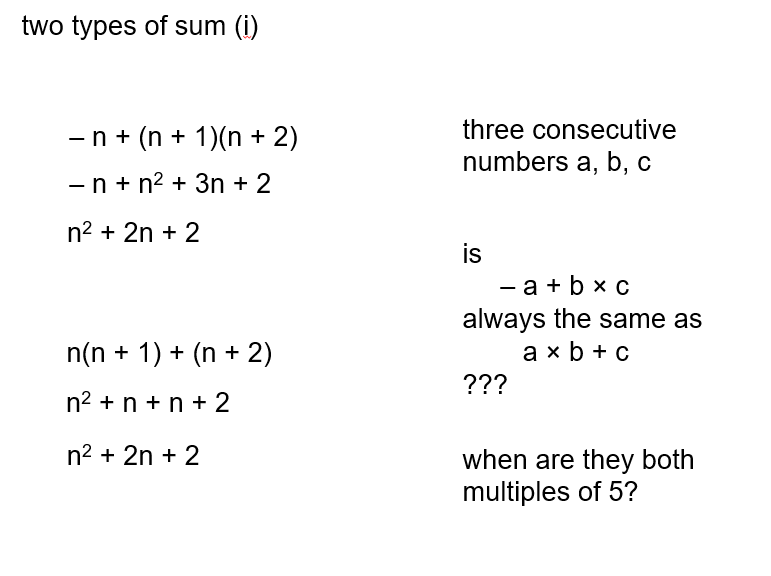 two types of sum (i)
– n + (n + 1)(n + 2)
– n + n² + 3n + 2
n² + 2n + 2
n(n + 1) + (n + 2)
n² + n + n + 2
n² + 2n + 2
three consecutive
numbers a, b, c
is
– a + b × c
always the same as
a × b + c
???
when are they both
multiples of 5?